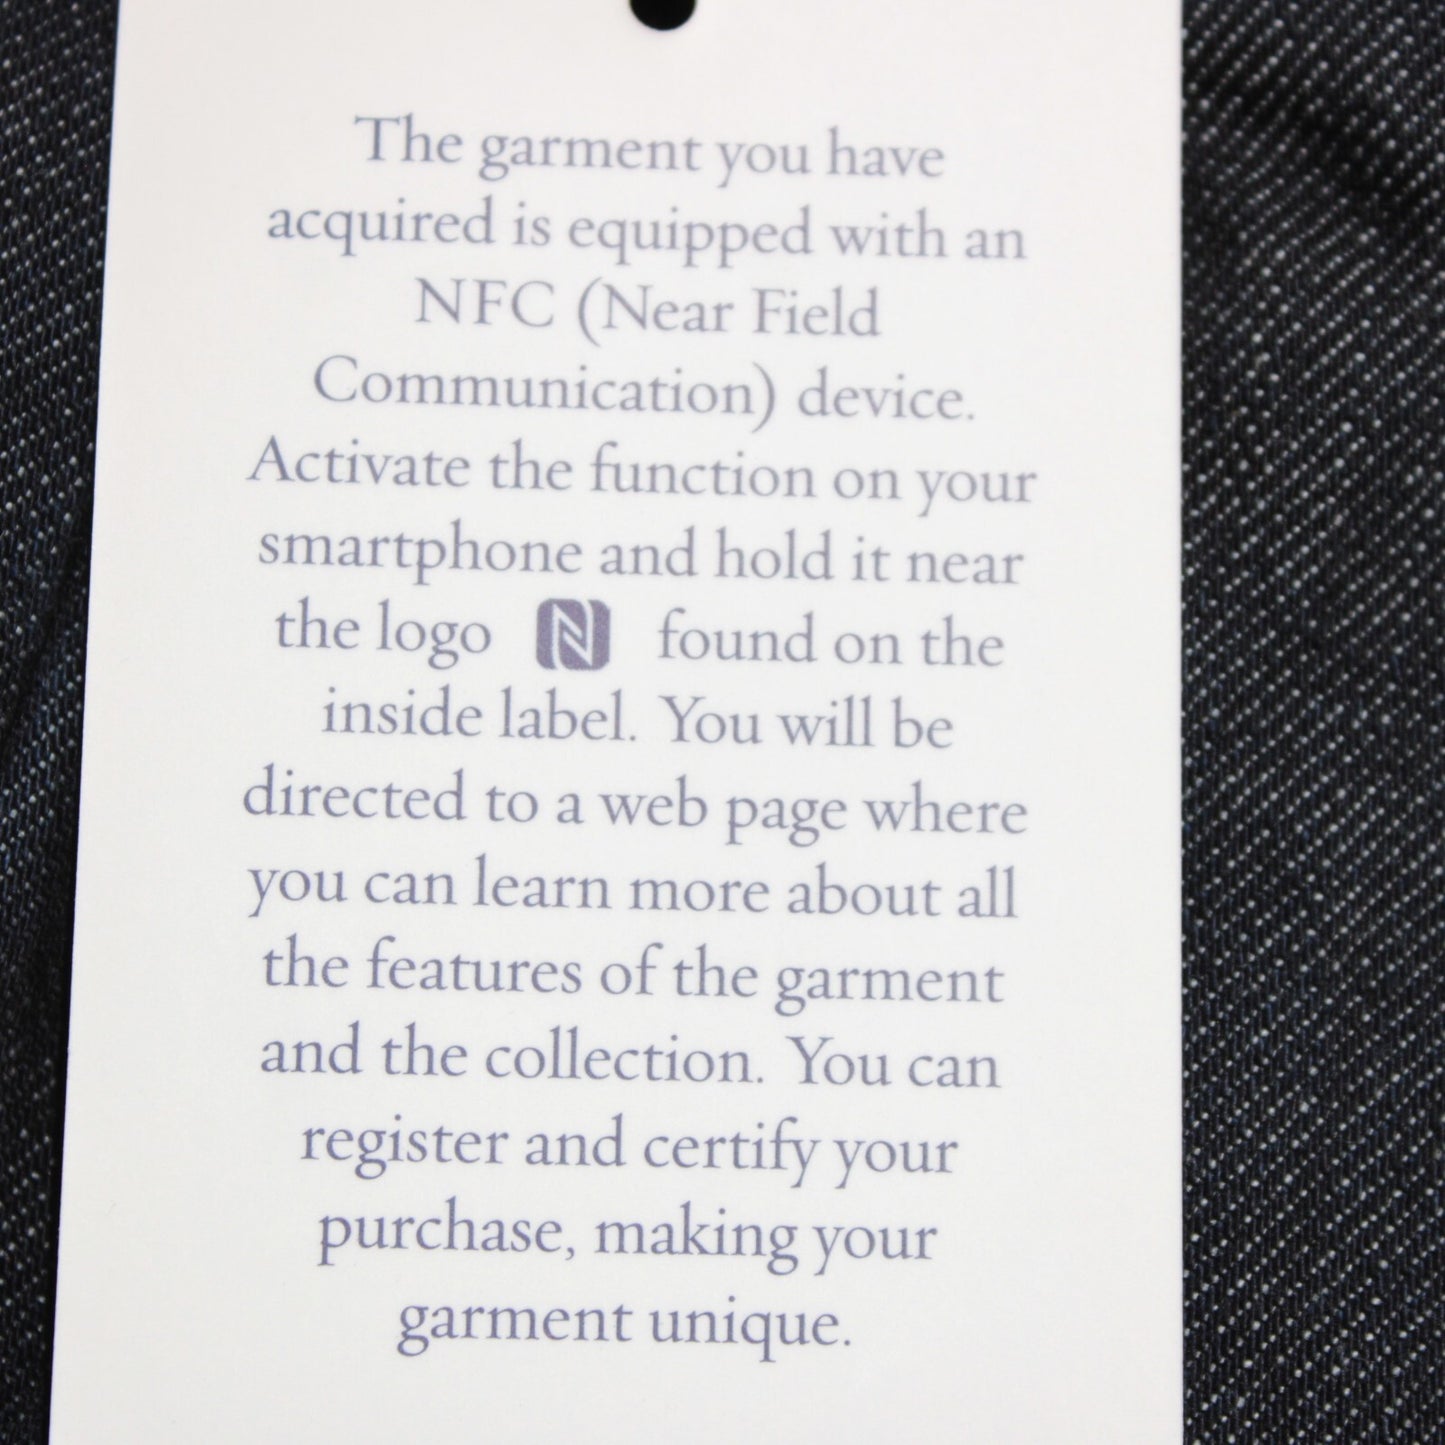 The garment you have
acquired is equipped with an
NFC (Near Field
Communication) device.
Activate the function on your
smartphone and hold it near
the logo N found on the
inside label. You will be
directed to a web page where
you can learn more about all
the features of the garment
and the collection. You can
register and certify your
purchase, making your
garment unique.